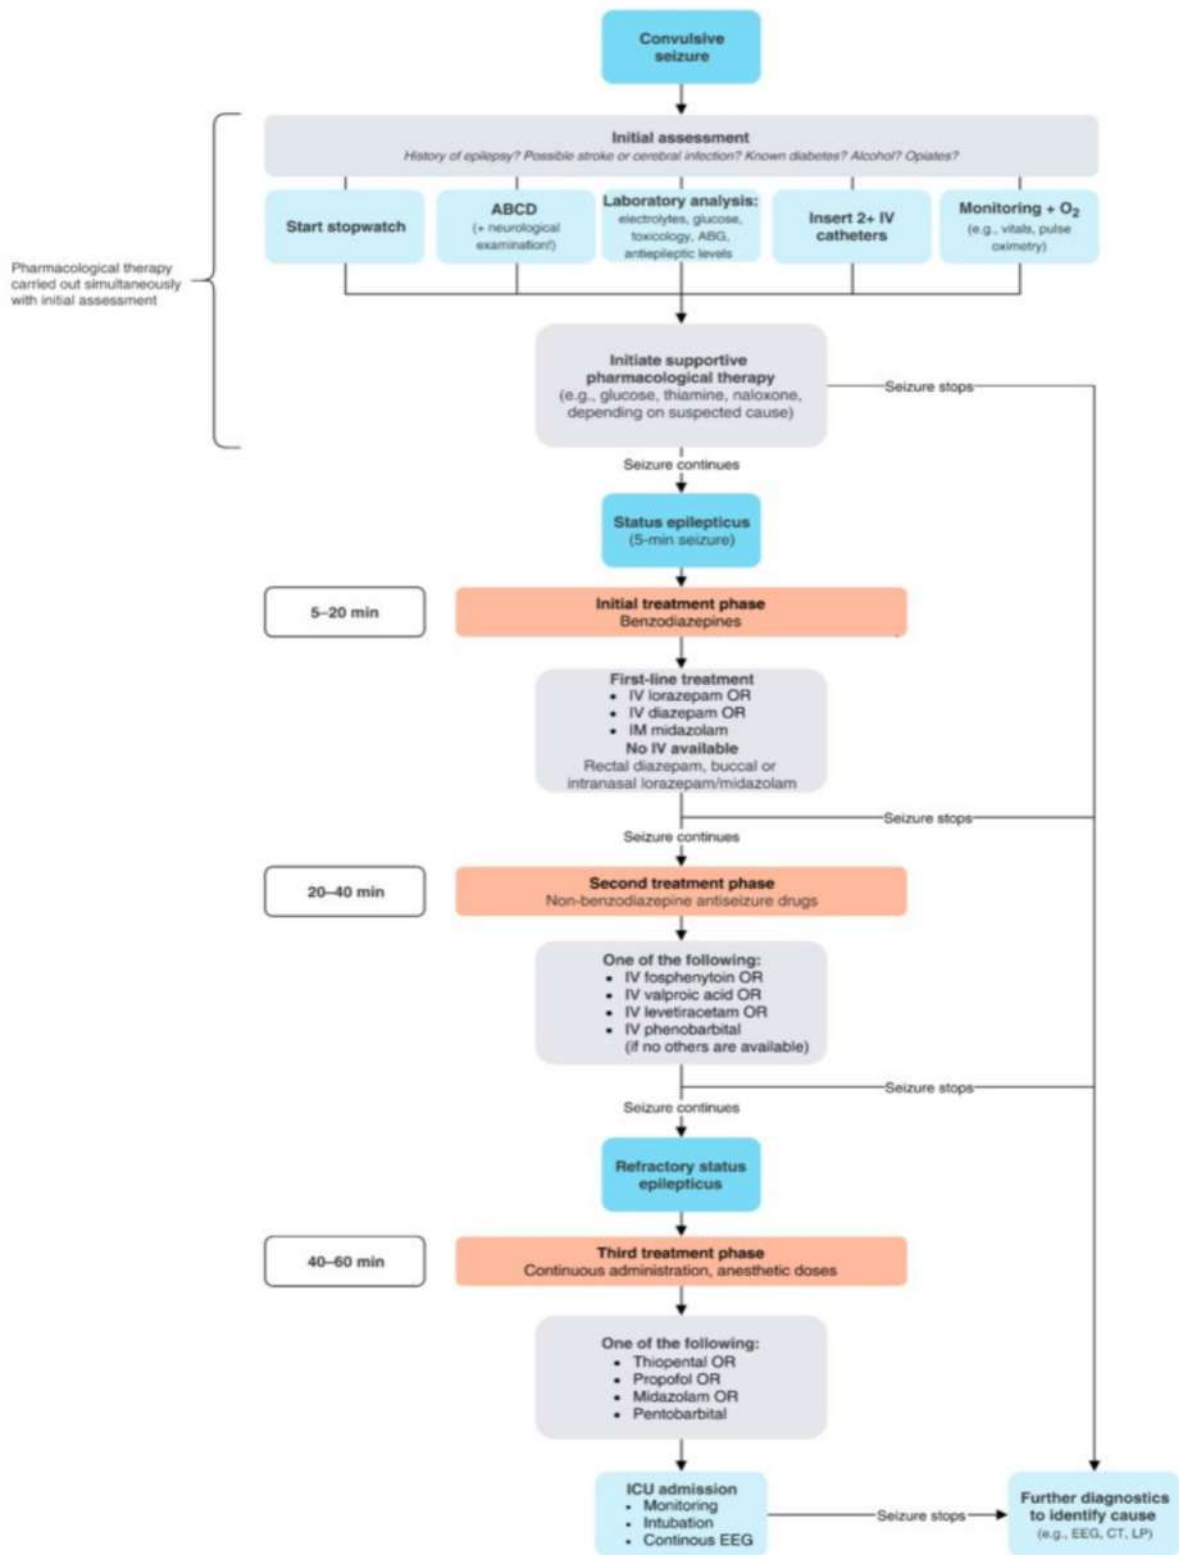 Convulsive
seizure
Initial assessment
History of epilepsy? Possible stroke or cerebral infection? Known diabetes? Alcohol? Opiates?
Start stopwatch
ABCD
(+ neurological
examination!)
Laboratory analysis:
electrolytes, glucose,
toxicology, ABG,
antiepileptic levels
Insert 2+ IV
catheters
Monitoring + O₂
(e.g., vitals, pulse
oximetry)
Pharmacological therapy
carried out simultaneously
with initial assessment
Initiate supportive
pharmacological therapy
(e.g., glucose, thiamine, naloxone,
depending on suspected cause)
Seizure stops
Seizure continues
Status epilepticus
(5-min seizure)
5–20 min
Initial treatment phase
Benzodiazepines
First-line treatment
• IV lorazepam OR
• IV diazepam OR
• IM midazolam
No IV available
Rectal diazepam, buccal or
intranasal lorazepam/midazolam
Seizure stops
Seizure continues
20–40 min
Second treatment phase
Non-benzodiazepine antiseizure drugs
One of the following:
• IV fosphenytoin OR
• IV valproic acid OR
• IV levetiracetam OR
• IV phenobarbital
(if no others are available)
Seizure stops
Seizure continues
Refractory status
epilepticus
40–60 min
Third treatment phase
Continuous administration, anesthetic doses
One of the following:
• Thiopental OR
• Propofol OR
• Midazolam OR
• Pentobarbital
ICU admission
• Monitoring
• Intubation
• Continous EEG
Seizure stops
Further diagnostics
to identify cause
(e.g., EEG, CT, LP)